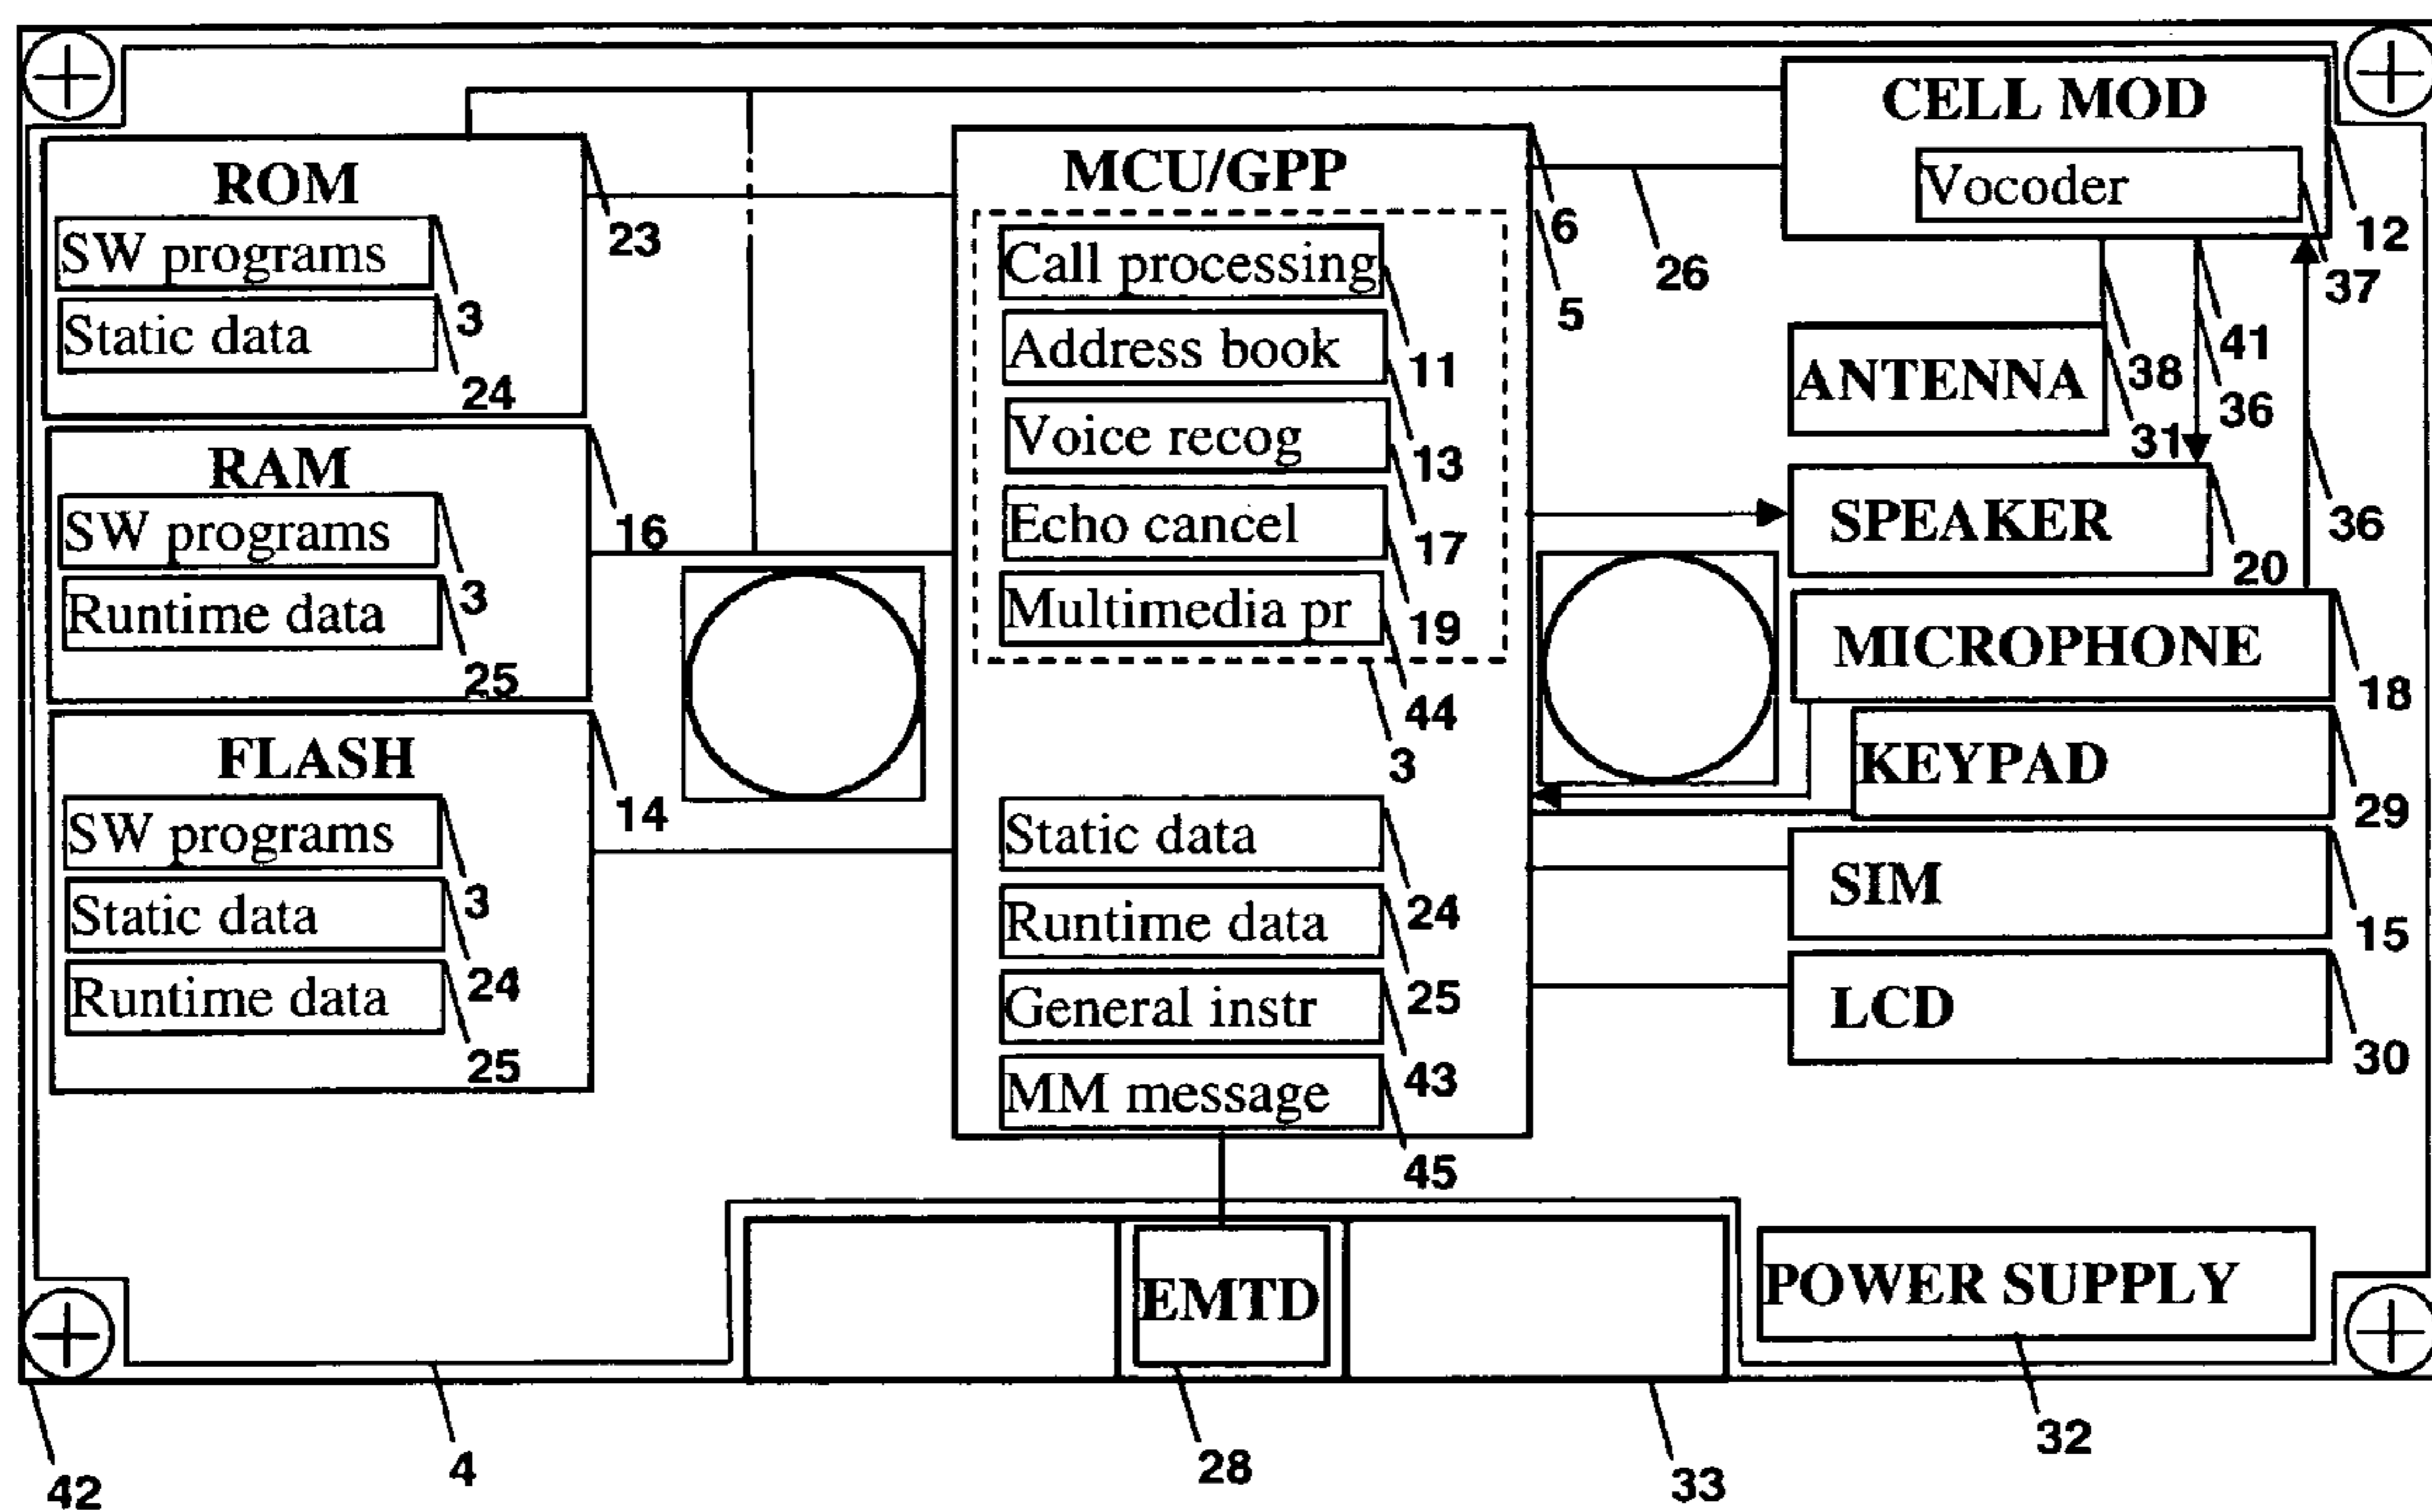 CELL MOD
Vocoder
12
37
26
38
41
36
36
31
ROM
23
SW programs
3
Static data
24
RAM
16
SW programs
3
Runtime data
25
FLASH
14
SW programs
3
Static data
24
Runtime data
25
MCU/GPP
6
5
Call processing
11
Address book
13
Voice recog
17
Echo cancel
19
Multimedia pr
44
3
Static data
24
Runtime data
25
General instr
43
MM message
45
ANTENNA
SPEAKER
20
MICROPHONE
18
KEYPAD
29
SIM
15
LCD
30
EMTD
POWER SUPPLY
42
4
28
33
32